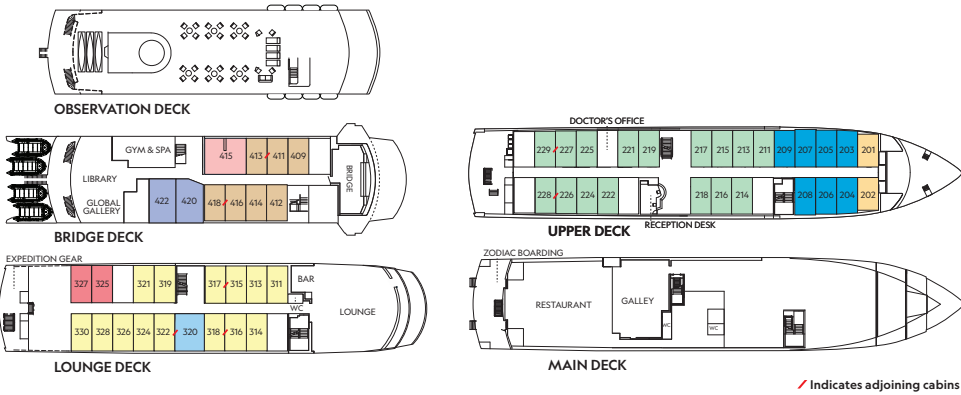 OBSERVATION DECK
GYM & SPA
415
413
411
409
LIBRARY
BRIDGE
GLOBAL
GALLERY
422
420
418
416
414
412
BRIDGE DECK
EXPEDITION GEAR
327
325
321
319
317
315
313
311
BAR
WC
LOUNGE
330
328
326
324
322
320
318
316
314
LOUNGE DECK
DOCTOR'S OFFICE
229
227
225
221
219
217
215
213
211
209
207
205
203
201
228
226
224
222
218
216
214
208
206
204
202
UPPER DECK
RECEPTION DESK
ZODIAC BOARDING
RESTAURANT
GALLEY
WC
WC
MAIN DECK
Indicates adjoining cabins